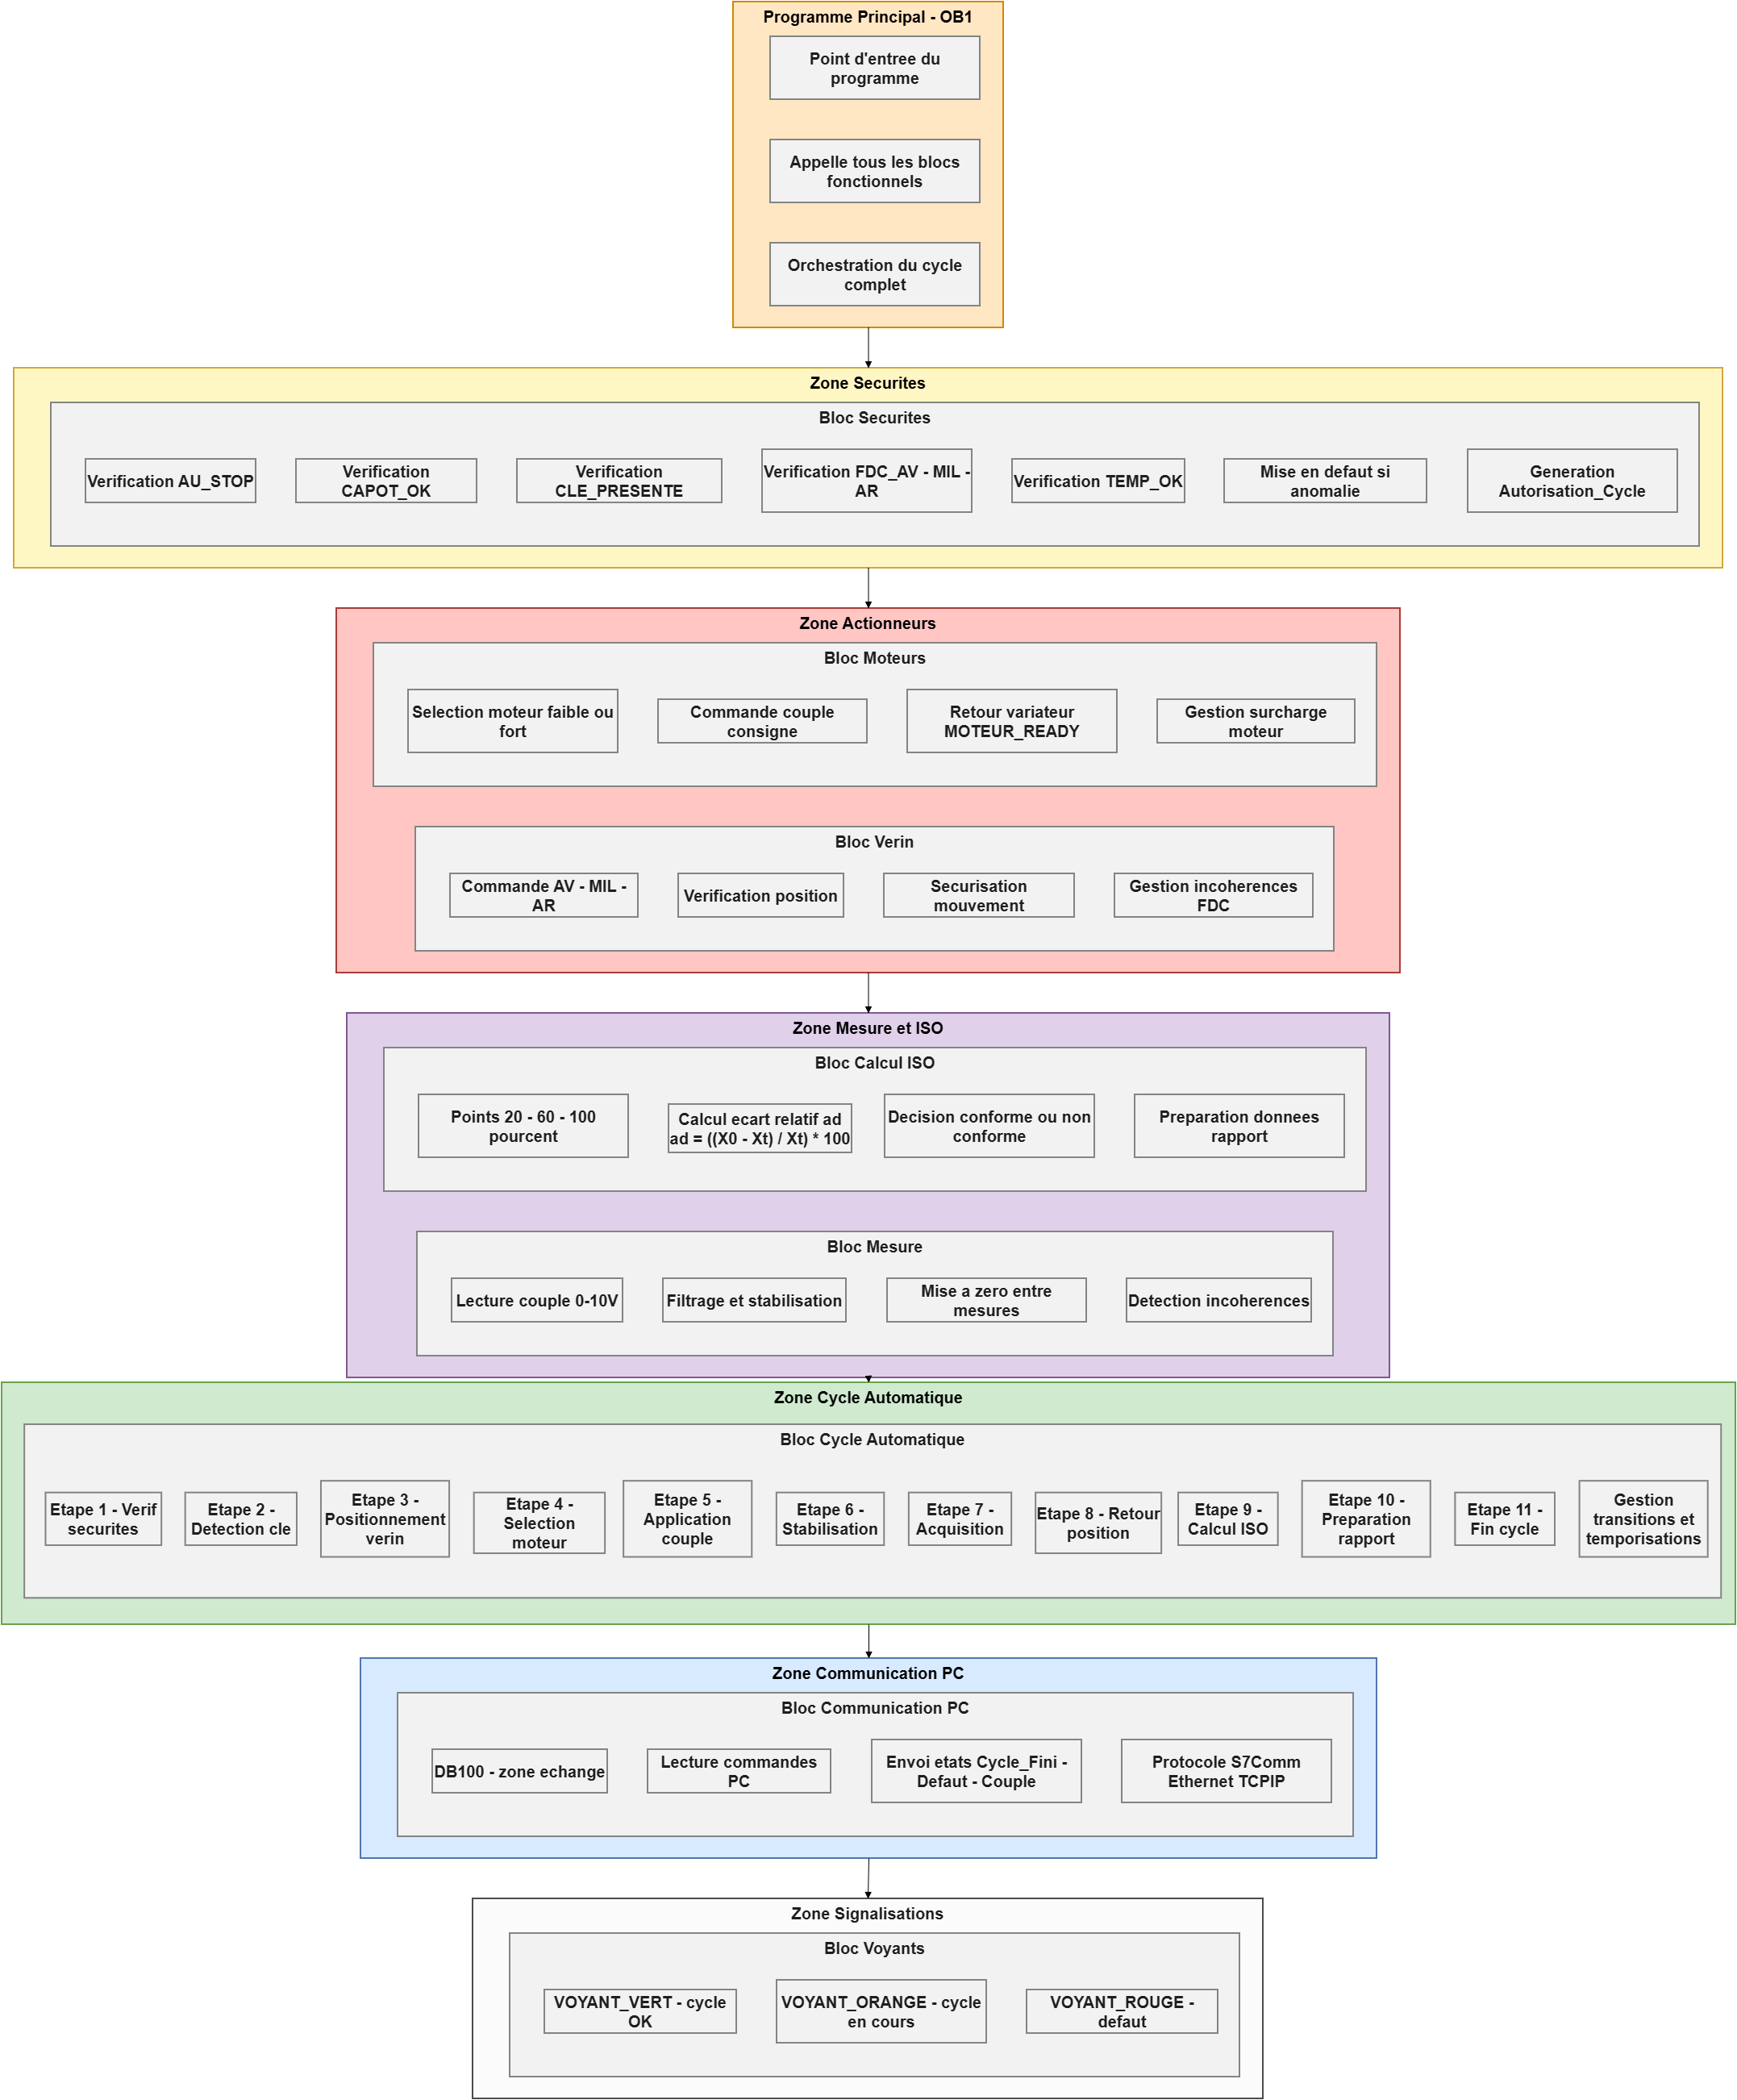 Programme Principal - OB1
Point d'entree du
programme
Appelle tous les blocs
fonctionnels
Orchestration du cycle
complet
Zone Securites
Bloc Securites
Verification AU_STOP
Verification
CAPOT_OK
Verification
CLE_PRESENTE
Verification FDC_AV - MIL -
AR
Verification TEMP_OK
Mise en defaut si
anomalie
Generation
Autorisation_Cycle
Zone Actionneurs
Bloc Moteurs
Selection moteur faible ou
fort
Commande couple
consigne
Retour variateur
MOTEUR_READY
Gestion surcharge
moteur
Bloc Verin
Commande AV - MIL -
AR
Verification position
Securisation
mouvement
Gestion incoherences
FDC
Zone Mesure et ISO
Bloc Calcul ISO
Points 20 - 60 - 100
pourcent
Calcul ecart relatif ad
ad = ((X0 - Xt) / Xt) * 100
Decision conforme ou non
conforme
Preparation donnees
rapport
Bloc Mesure
Lecture couple 0-10V
Filtrage et stabilisation
Mise a zero entre
mesures
Detection incoherences
Zone Cycle Automatique
Bloc Cycle Automatique
Etape 1 - Verif
securites
Etape 2 -
Detection cle
Etape 3 -
Positionnement
verin
Etape 4 -
Selection
moteur
Etape 5 -
Application
couple
Etape 6 -
Stabilisation
Etape 7 -
Acquisition
Etape 8 - Retour
position
Etape 9 -
Calcul ISO
Etape 10 -
Preparation
rapport
Etape 11 -
Fin cycle
Gestion
transitions et
temporisations
Zone Communication PC
Bloc Communication PC
DB100 - zone echange
Lecture commandes
PC
Envoi etats Cycle_Fini -
Defaut - Couple
Protocole S7Comm
Ethernet TCPIP
Zone Signalisations
Bloc Voyants
VOYANT_VERT - cycle
OK
VOYANT_ORANGE - cycle
en cours
VOYANT_ROUGE -
defaut